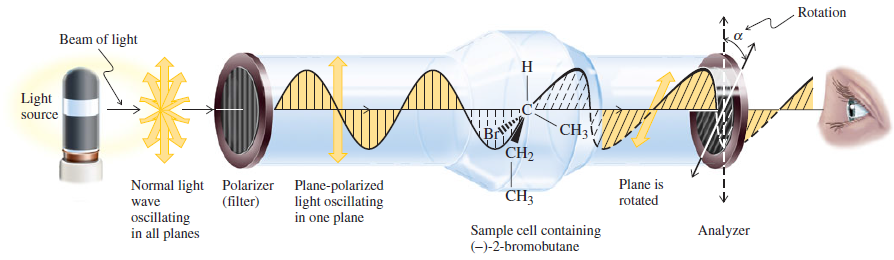 Rotation
Beam of light
α
Light
source
H
C
Br
CH3
CH2
CH3
Normal light
wave
oscillating
in all planes
Polarizer
(filter)
Plane-polarized
light oscillating
in one plane
Plane is
rotated
Sample cell containing
(–)-2-bromobutane
Analyzer